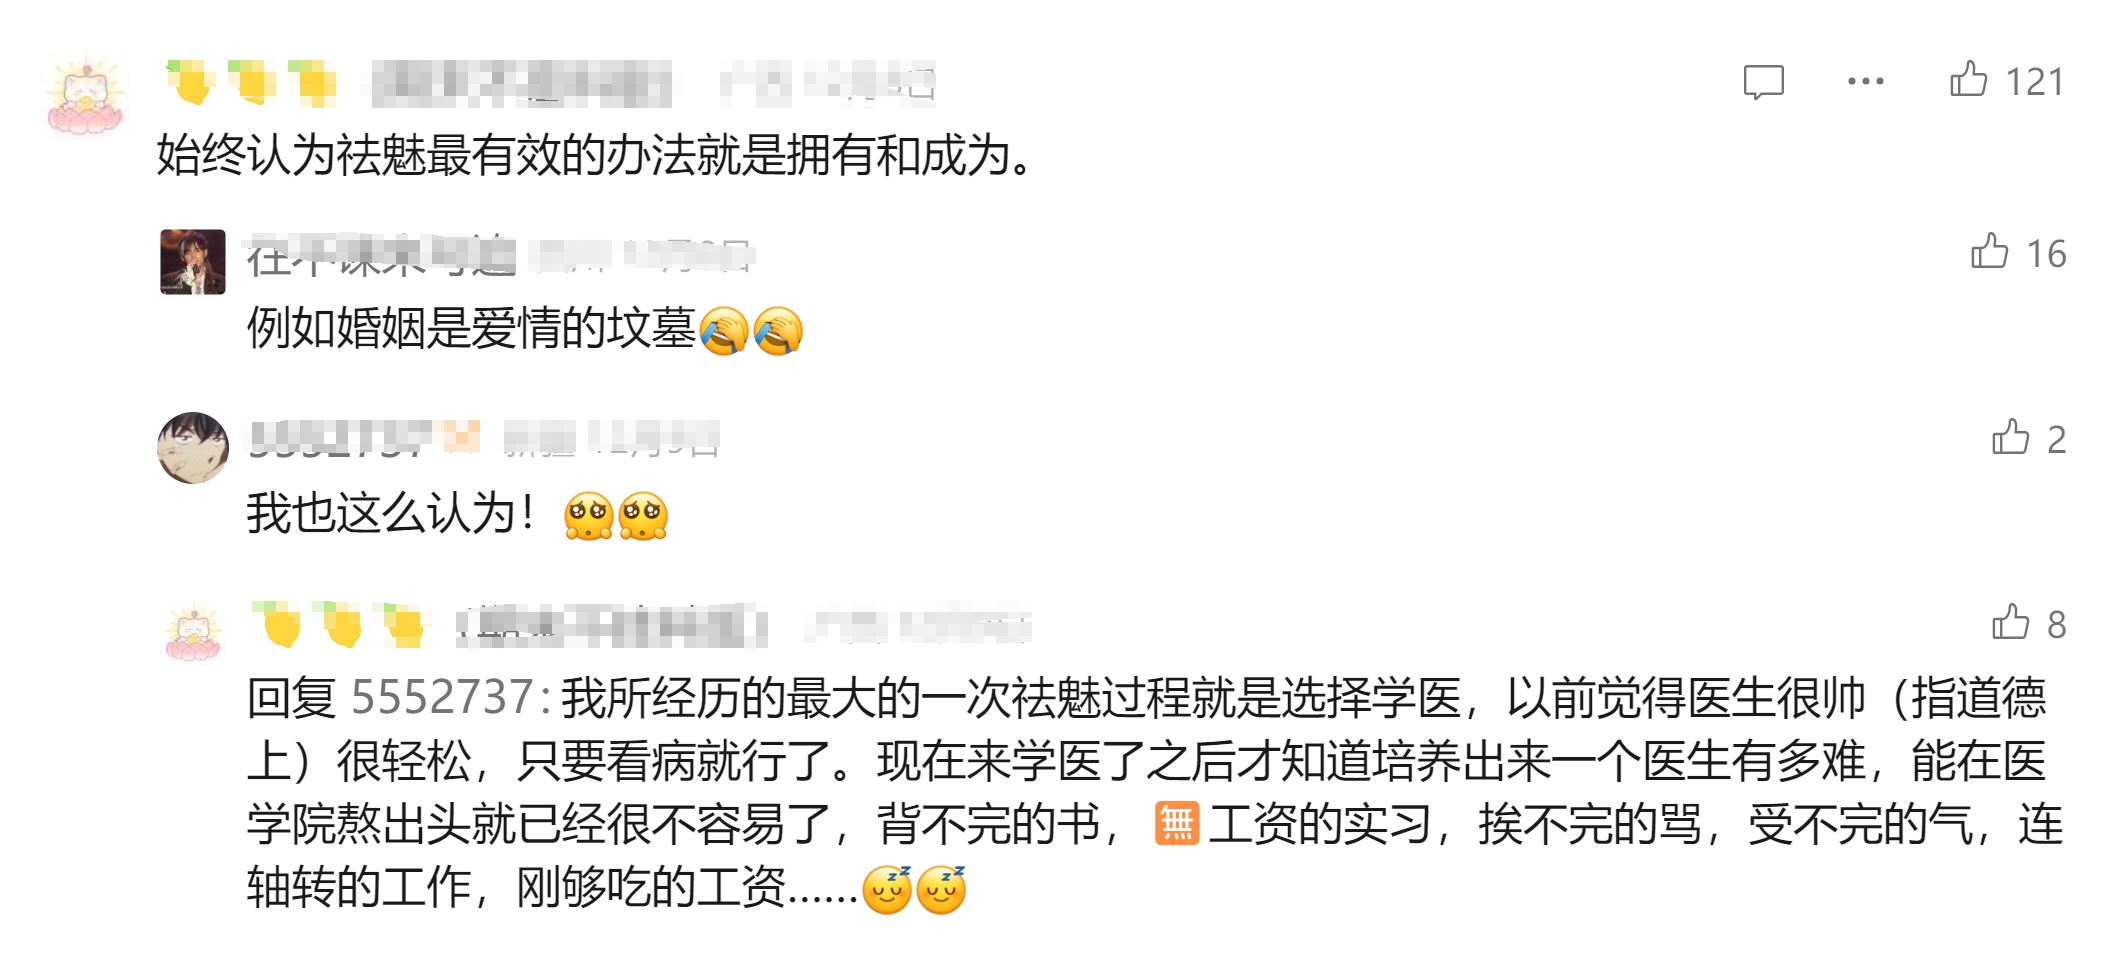 121
始终认为祛魅最有效的办法就是拥有和成为。
16
例如婚姻是爱情的坟墓🤦🤦
5552737
2
我也这么认为！🥺🥺
8
回复 5552737:我所经历的最大的一次祛魅过程就是选择学医，以前觉得医生很帅（指道德
上）很轻松，只要看病就行了。现在来学医了之后才知道培养出来一个医生有多难，能在医
学院熬出头就已经很不容易了，背不完的书，🈚工资的实习，挨不完的骂，受不完的气，连
轴转的工作，刚够吃的工资……😴😴